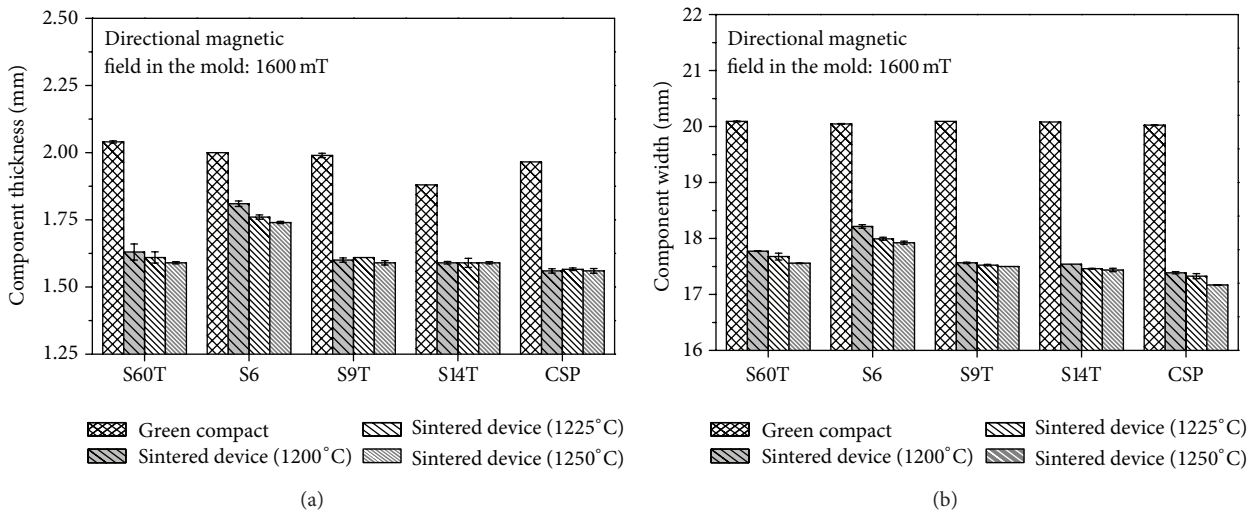 2.50
2.25
2.00
1.75
1.50
1.25
Component thickness (mm)
Directional magnetic
field in the mold: 1600 mT
S60T S6 S9T S14T CSP
Green compact
Sintered device (1200°C)
Sintered device (1225°C)
Sintered device (1250°C)
(a)
22
21
20
19
18
17
16
Component width (mm)
Directional magnetic
field in the mold: 1600 mT
S60T S6 S9T S14T CSP
Green compact
Sintered device (1200°C)
Sintered device (1225°C)
Sintered device (1250°C)
(b)